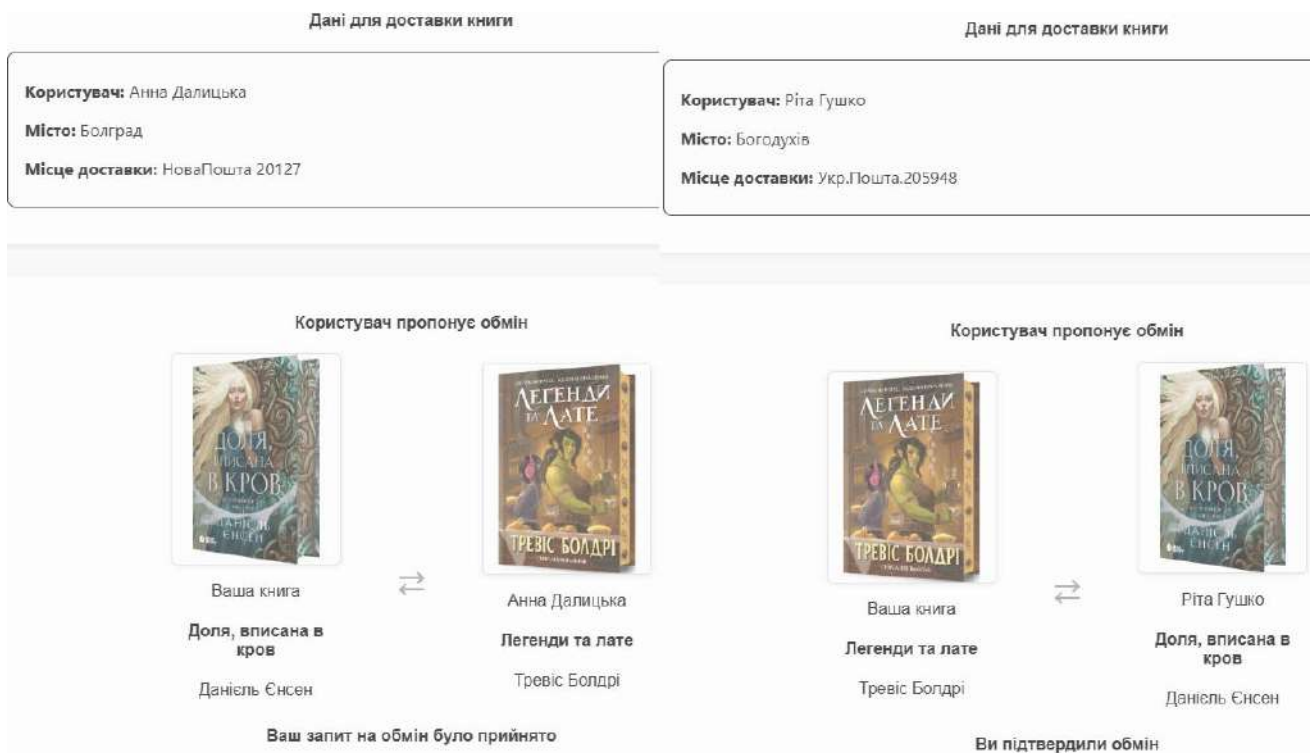 Дані для доставки книги
Користувач: Анна Далицька
Місто: Болград
Місце доставки: НоваПошта 20127
Користувач пропонує обмін
ДОЛЯ,
ВПИСАНА
В КРОВ
ДАНІЄЛЬ
ЄНСЕН
ЛЕГЕНДИ
ТА ЛАТЕ
ТРЕВІС БОЛДРІ
Ваша книга
Доля, вписана в
кров
Данієль Єнсен
⇄
Анна Далицька
Легенди та лате
Тревіс Болдрі
Ваш запит на обмін було прийнято
Дані для доставки книги
Користувач: Ріта Гушко
Місто: Богодухів
Місце доставки: Укр.Пошта.205948
Користувач пропонує обмін
ЛЕГЕНДИ
ТА ЛАТЕ
ТРЕВІС БОЛДРІ
ДОЛЯ,
ВПИСАНА
В КРОВ
ДАНІЄЛЬ
ЄНСЕН
Ваша книга
Легенди та лате
Тревіс Болдрі
⇄
Ріта Гушко
Доля, вписана в
кров
Данієль Єнсен
Ви підтвердили обмін